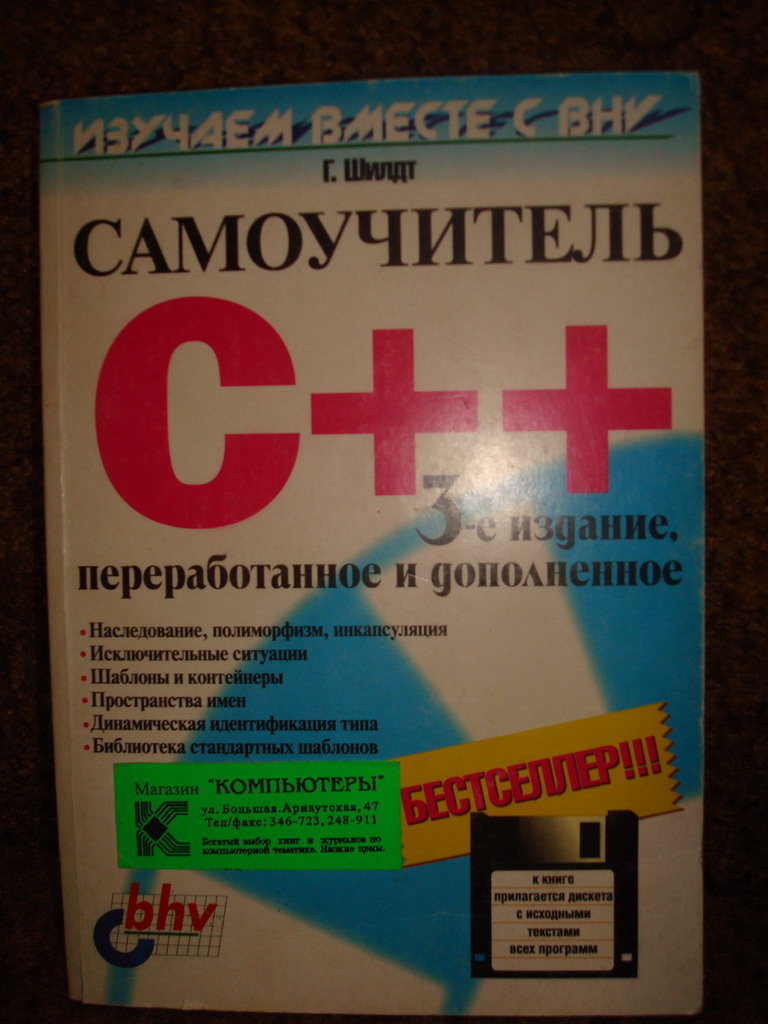 ИЗУЧАЕМ ВМЕСТЕ С BHV
Г. Шилдт
САМОУЧИТЕЛЬ
C++
3-е издание,
переработанное и дополненное
• Наследование, полиморфизм, инкапсуляция
• Исключительные ситуации
• Шаблоны и контейнеры
• Пространства имен
• Динамическая идентификация типа
• Библиотека стандартных шаблонов
БЕСТСЕЛЛЕР!!!
Магазин "КОМПЬЮТЕРЫ"
ул. Большая Арнаутская, 47
Тел/факс: 346-723, 248-911
Богатый выбор книг и журналов по
компьютерной тематике. Низкие цены.
к книге
прилагается дискета
с исходными
текстами
всех программ
bhv